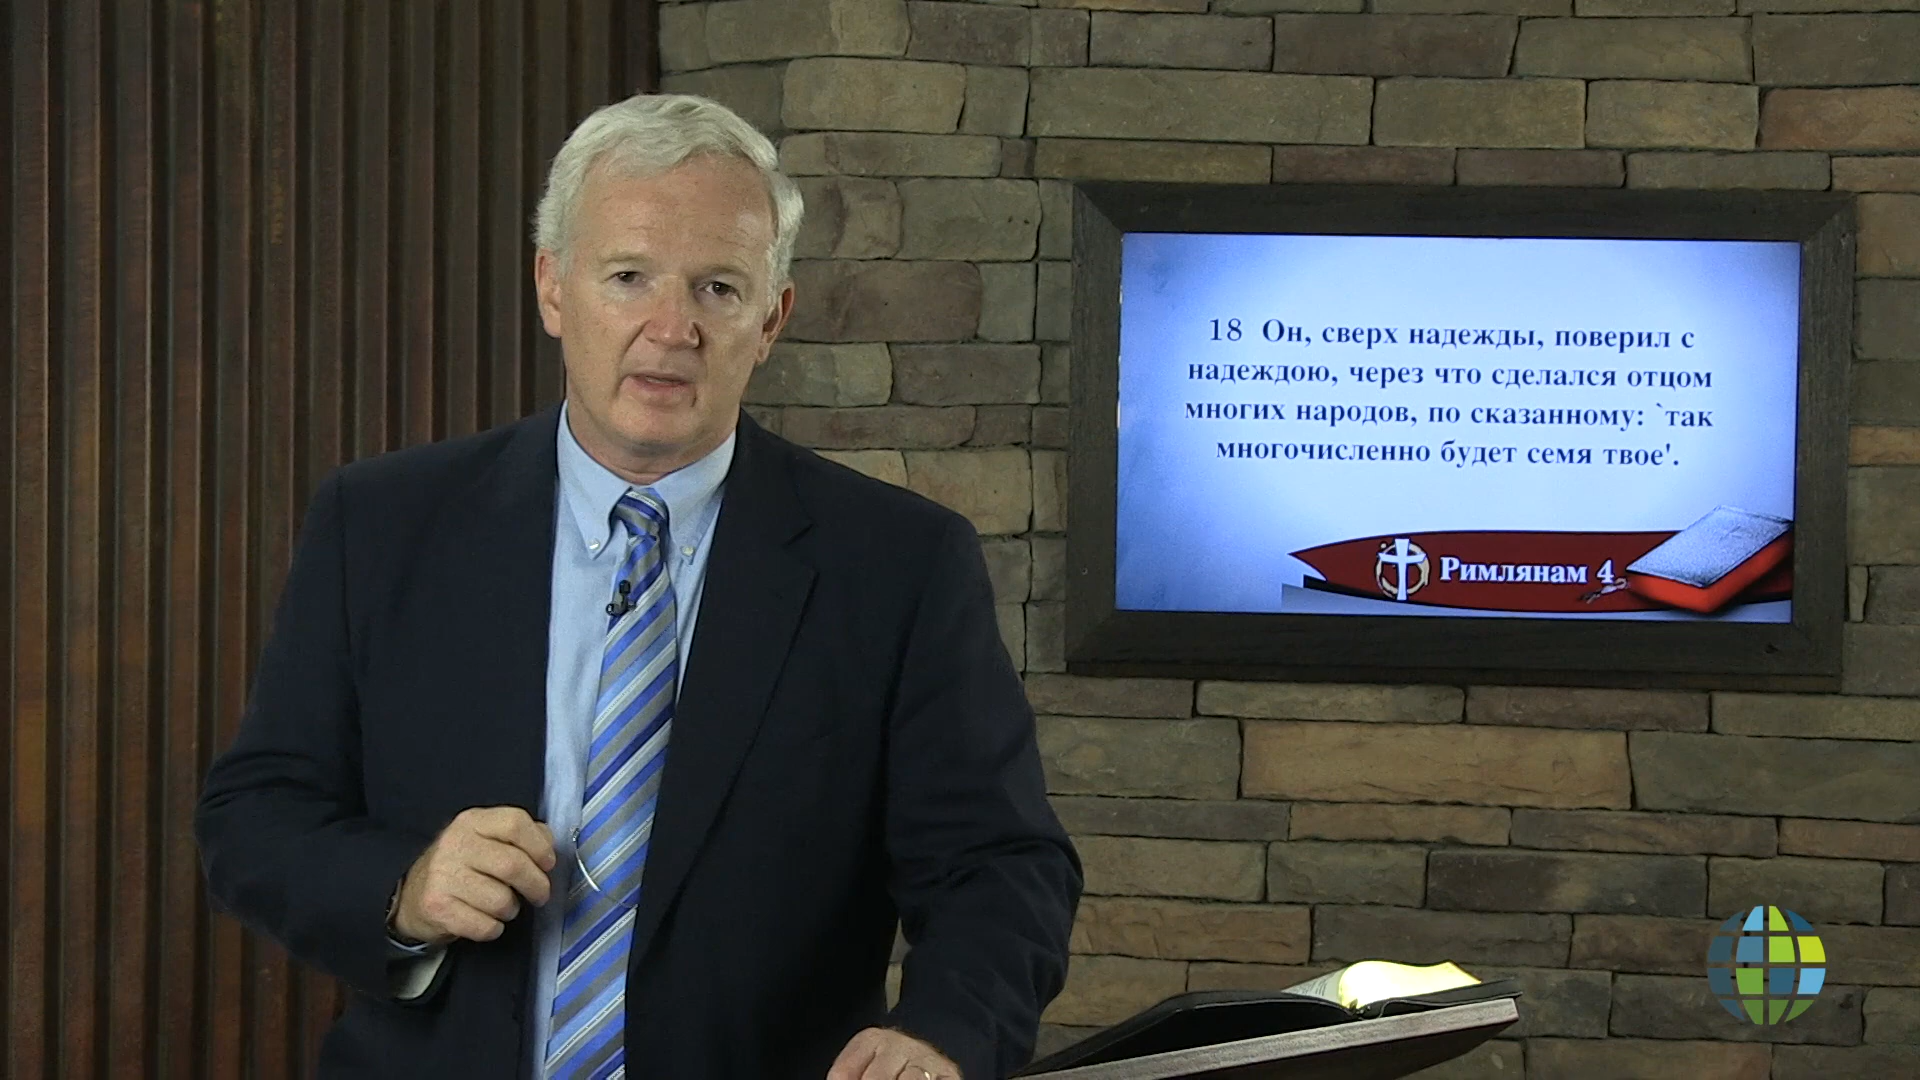 18 Он, сверх надежды, поверил с
надеждою, через что сделался отцом
многих народов, по сказанному: `так
многочисленно будет семя твое'.
Римлянам 4